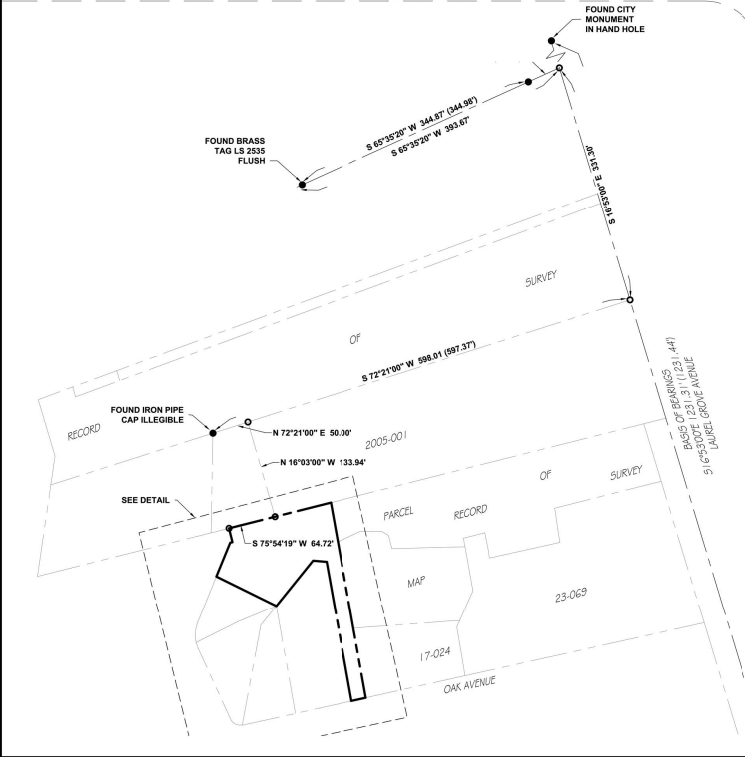 FOUND CITY
MONUMENT
IN HAND HOLE
S 65°35'20" W 344.87' (344.98')
S 65°35'20" W 393.67'
FOUND BRASS
TAG LS 2535
FLUSH
S 16°53'00" E 331.30'
SURVEY
OF
RECORD
S 72°21'00" W 598.01 (597.37')
BASIS OF BEARINGS
S16°53'00"E 1231.31' (1231.44')
LAUREL GROVE AVENUE
FOUND IRON PIPE
CAP ILLEGIBLE
N 72°21'00" E 50.00'
2005-001
N 16°03'00" W 133.94'
SEE DETAIL
OF
SURVEY
PARCEL
RECORD
S 75°54'19" W 64.72'
MAP
23-069
17-024
OAK AVENUE